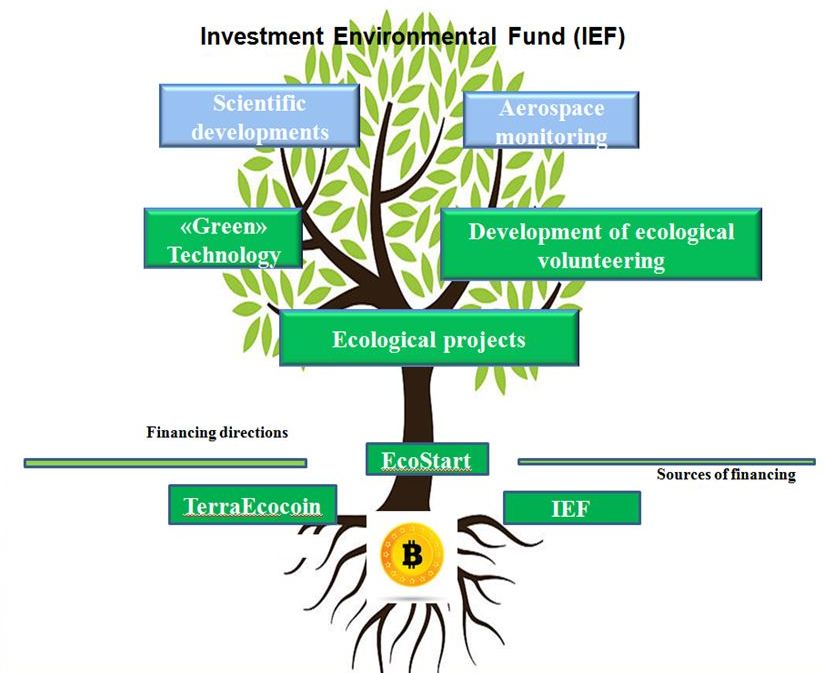 Investment Environmental Fund (IEF)
Scientific
developments
Aerospace
monitoring
«Green»
Technology
Development of ecological
volunteering
Ecological projects
Financing directions
EcoStart
Sources of financing
TerraEcocoin
IEF
₿